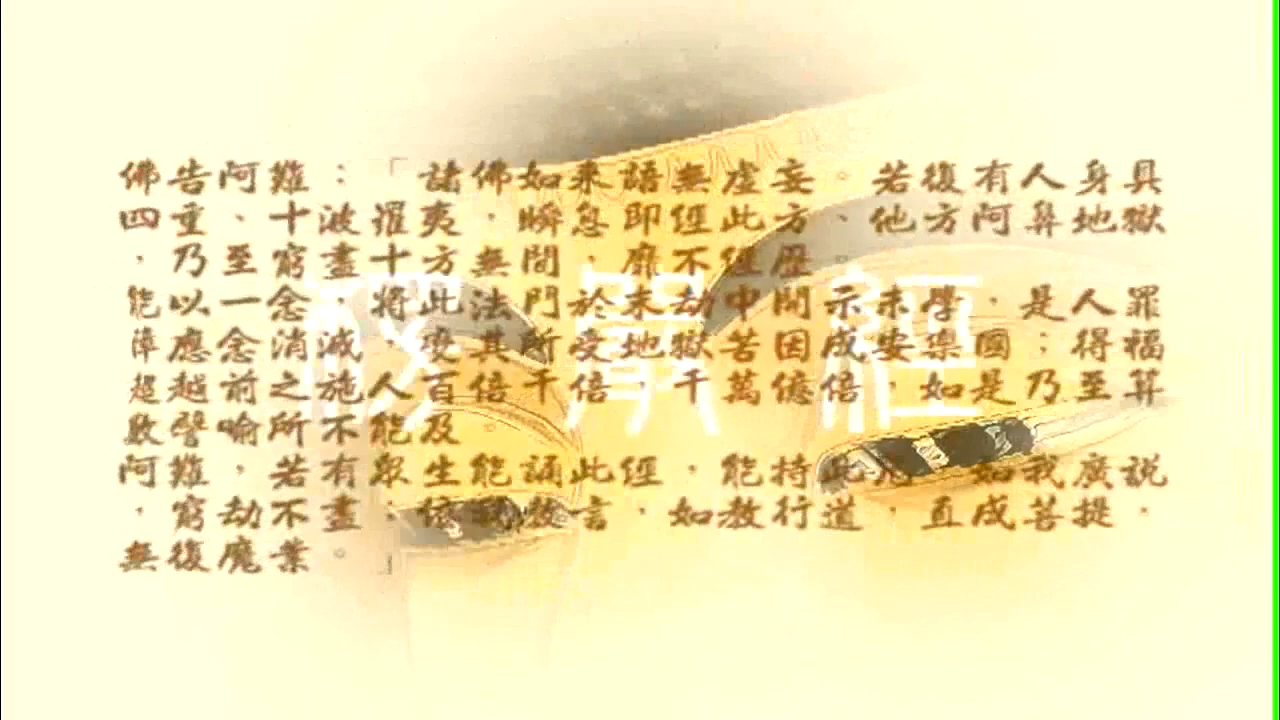 佛告阿難：「諸佛如來語無虛妄。若復有人身具
四重、十波羅夷，瞬息即經此方、他方阿鼻地獄
，乃至窮盡十方無間，靡不經歷。
能以一念，將此法門於末劫中開示未學，是人罪
障應念消滅，變其所受地獄苦因成安樂國；得福
超越前之施人百倍千倍，千萬億倍，如是乃至算
數譬喻所不能及
阿難，若有眾生能誦此經，能持此 如我廣說
，窮劫不盡，依我教言，如教行道，直成菩提，
無復魔業。」
楞嚴經